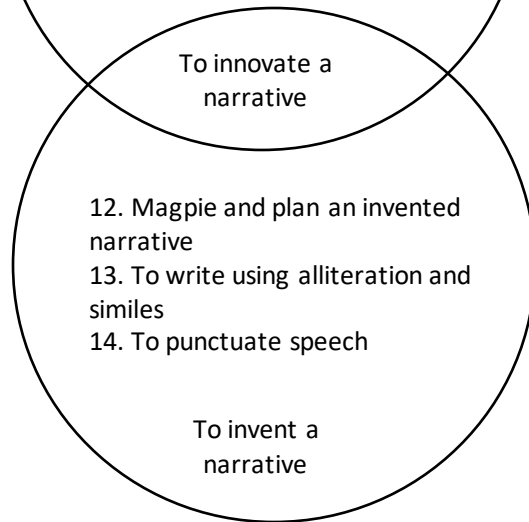 To innovate a
narrative
12. Magpie and plan an invented
narrative
13. To write using alliteration and
similes
14. To punctuate speech
To invent a
narrative